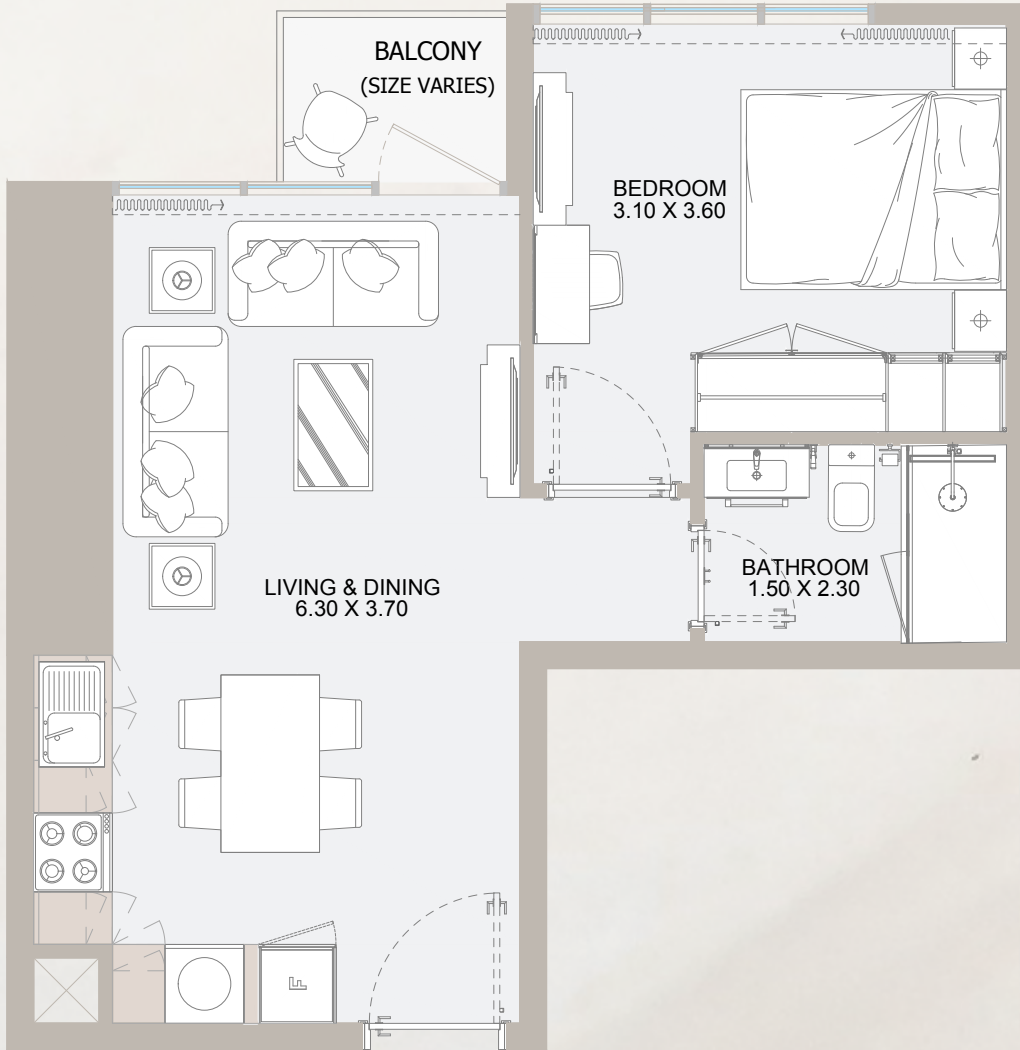 BALCONY
(SIZE VARIES)
BEDROOM
3.10 X 3.60
LIVING & DINING
6.30 X 3.70
BATHROOM
1.50 X 2.30
F